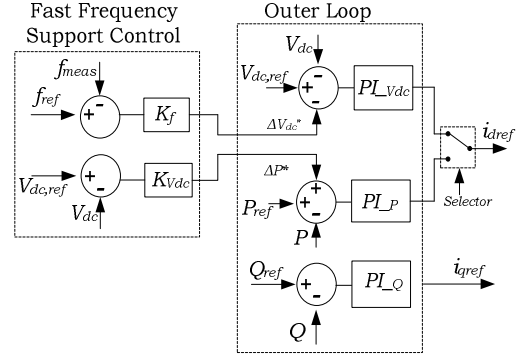 Fast Frequency
Support Control
Outer Loop
f_meas
f_ref
+
-
K_f
V_dc,ref
+
-
V_dc
K_Vdc
V_dc
V_dc,ref
-
+
-
PI_Vdc
ΔV_dc*
ΔP*
P_ref
+
+
-
P
PI_P
Q_ref
+
-
Q
PI_Q
i_dref
Selector
i_qref